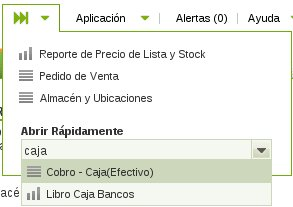 Aplicación Alertas (0) Ayuda
Reporte de Precio de Lista y Stock
Pedido de Venta
Almacén y Ubicaciones
Abrir Rápidamente
caja
Cobro - Caja(Efectivo)
Libro Caja Bancos
acé